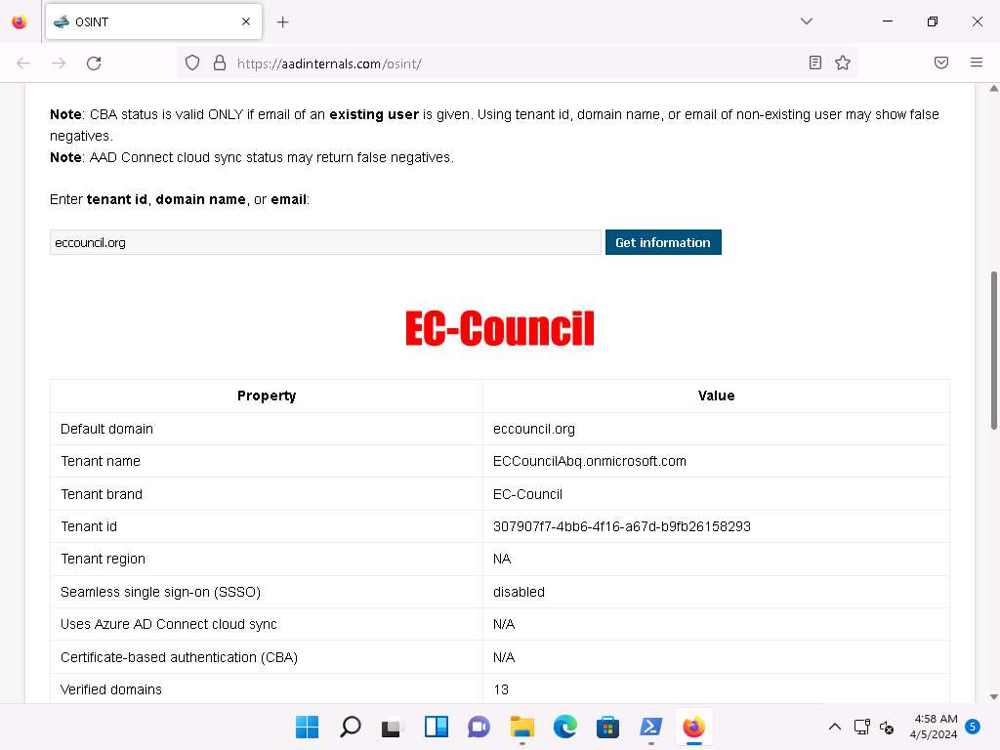 OSINT
https://aadinternals.com/osint/
Note: CBA status is valid ONLY if email of an existing user is given. Using tenant id, domain name, or email of non-existing user may show false
negatives.
Note: AAD Connect cloud sync status may return false negatives.
Enter tenant id, domain name, or email:
eccouncil.org Get information
EC-Council
Property Value
Default domain eccouncil.org
Tenant name ECCouncilAbq.onmicrosoft.com
Tenant brand EC-Council
Tenant id 307907f7-4bb6-4f16-a67d-b9fb26158293
Tenant region NA
Seamless single sign-on (SSSO) disabled
Uses Azure AD Connect cloud sync N/A
Certificate-based authentication (CBA) N/A
Verified domains 13
4:58 AM
4/5/2024 5